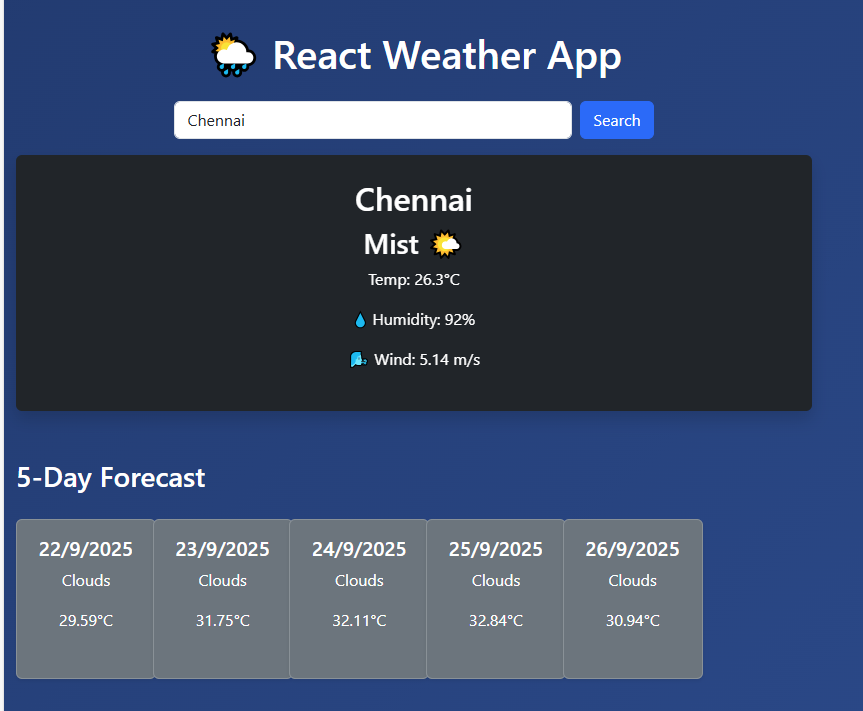 React Weather App
Chennai
Search
Chennai
Mist
Temp: 26.3°C
Humidity: 92%
Wind: 5.14 m/s
5-Day Forecast
22/9/2025 23/9/2025 24/9/2025 25/9/2025 26/9/2025
Clouds Clouds Clouds Clouds Clouds
29.59°C 31.75°C 32.11°C 32.84°C 30.94°C